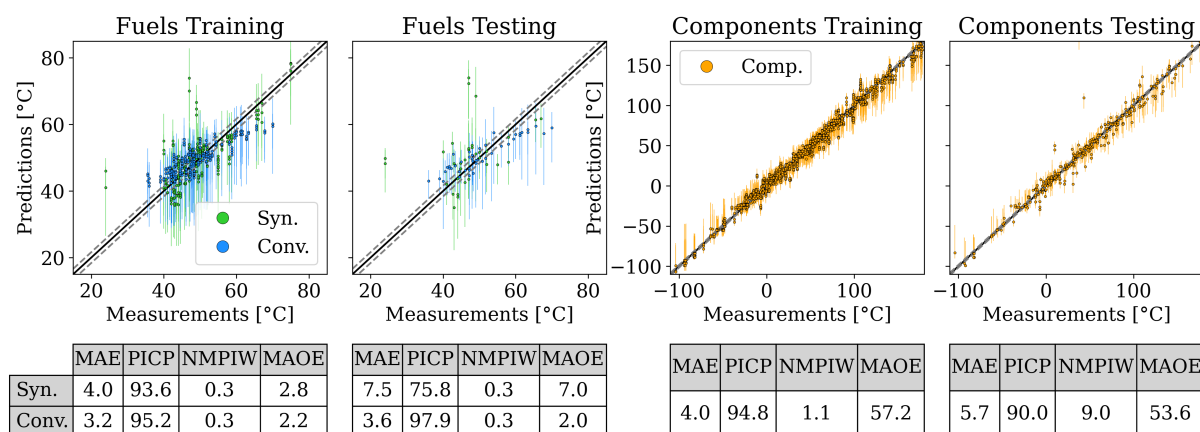 Fuels Training
Fuels Testing
Components Training
Components Testing
Predictions [°C]
80
60
40
20
Syn.
Conv.
20 40 60 80
Measurements [°C]
20 40 60 80
Measurements [°C]
Predictions [°C]
150
100
50
0
−50
−100
Comp.
−100 0 100
Measurements [°C]
−100 0 100
Measurements [°C]
MAE PICP NMPIW MAOE
Syn. 4.0 93.6 0.3 2.8
Conv. 3.2 95.2 0.3 2.2
MAE PICP NMPIW MAOE
7.5 75.8 0.3 7.0
3.6 97.9 0.3 2.0
MAE PICP NMPIW MAOE
4.0 94.8 1.1 57.2
MAE PICP NMPIW MAOE
5.7 90.0 9.0 53.6